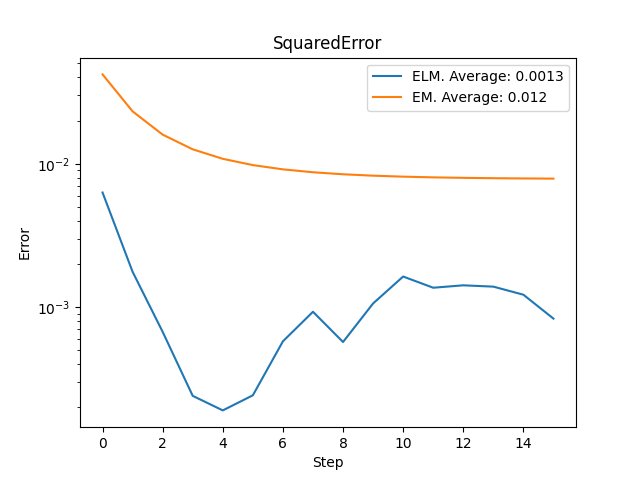 SquaredError
ELM. Average: 0.0013
EM. Average: 0.012
Error
10⁻²
10⁻³
0 2 4 6 8 10 12 14
Step